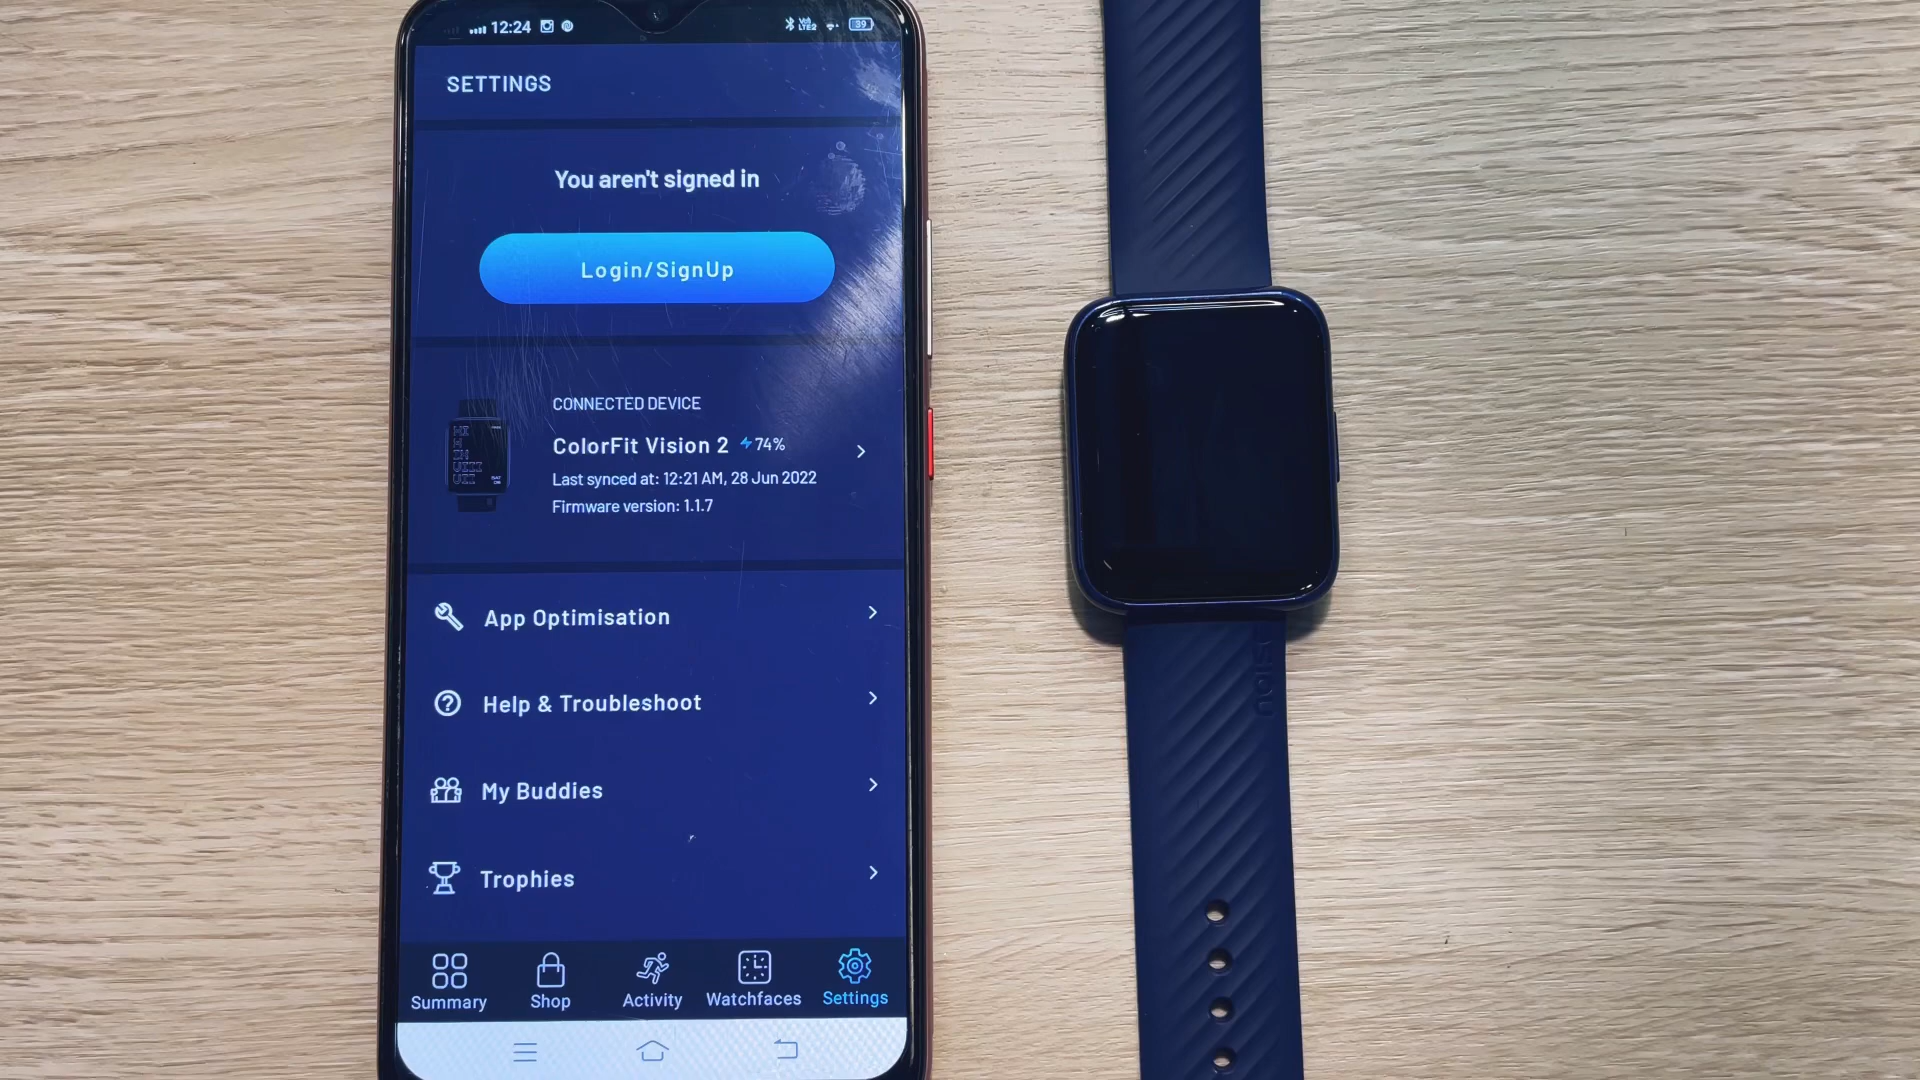 12:24
39
SETTINGS
You aren't signed in
Login/SignUp
CONNECTED DEVICE
ColorFit Vision 2 74%
Last synced at: 12:21 AM, 28 Jun 2022
Firmware version: 1.1.7
App Optimisation
Help & Troubleshoot
My Buddies
Trophies
Summary
Shop
Activity
Watchfaces
Settings